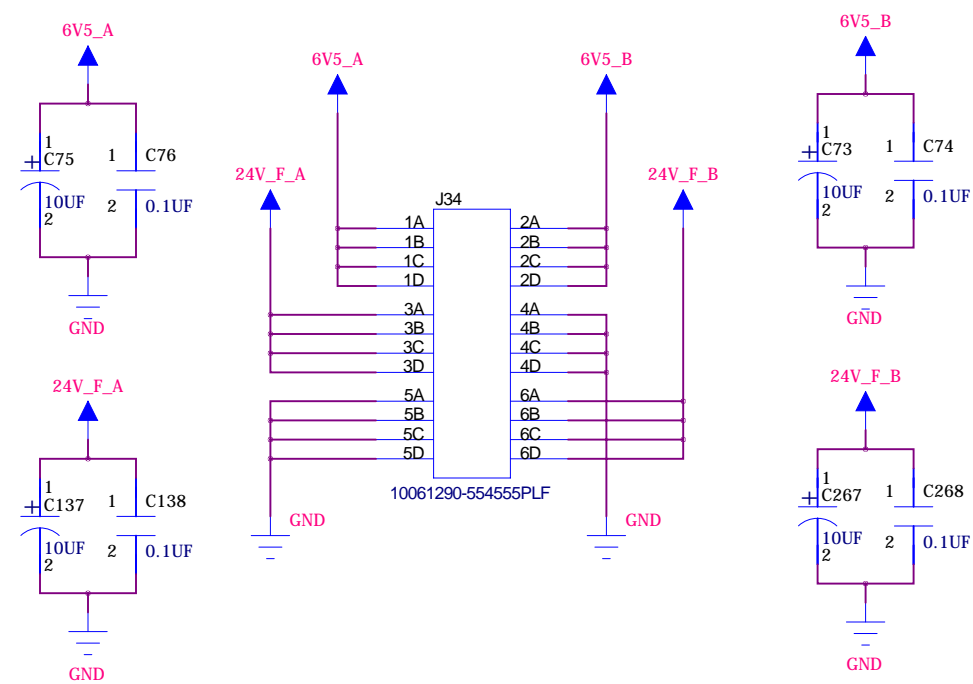 6V5_A
1
C75
10UF
2
1
C76
2
0.1UF
GND
24V_F_A
1
C137
10UF
2
1
C138
2
0.1UF
GND
6V5_A
6V5_B
24V_F_A
24V_F_B
J34
1A 2A
1B 2B
1C 2C
1D 2D
3A 4A
3B 4B
3C 4C
3D 4D
5A 6A
5B 6B
5C 6C
5D 6D
10061290-554555PLF
GND
GND
6V5_B
1
C73
10UF
2
1
C74
2
0.1UF
GND
24V_F_B
1
C267
10UF
2
1
C268
2
0.1UF
GND